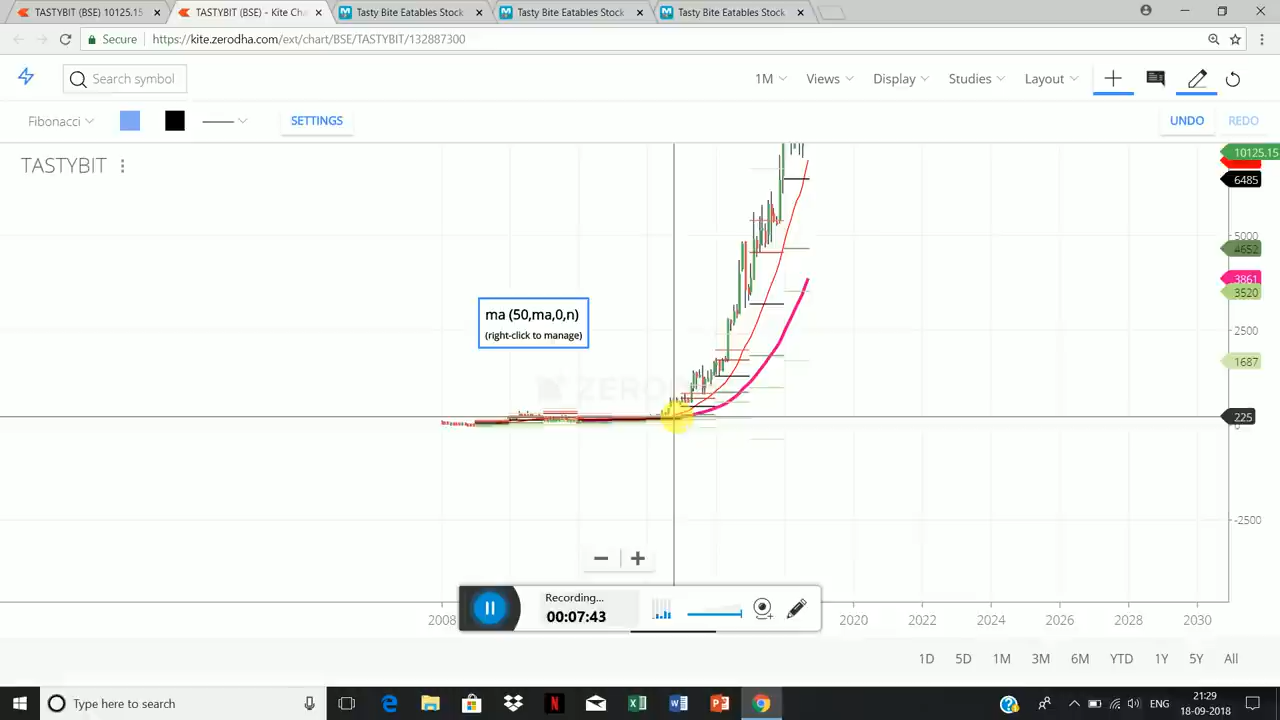 TASTYBIT (BSE) 10125.15
TASTYBIT (BSE) - Kite Char
Tasty Bite Eatables Stock
Tasty Bite Eatables Stock
Tasty Bite Eatables Stock
Secure
https://kite.zerodha.com/ext/chart/BSE/TASTYBIT/132887300
Search symbol
1M
Views
Display
Studies
Layout
Fibonacci
SETTINGS
UNDO
REDO
TASTYBIT
10125.15
6485
5000
4652
3861
3520
2500
1687
225
-2500
ma (50,ma,0,n)
(right-click to manage)
ZERODHA
Recording...
00:07:43
2008
2020
2022
2024
2026
2028
2030
1D
5D
1M
3M
6M
YTD
1Y
5Y
All
Type here to search
ENG
21:29
18-09-2018